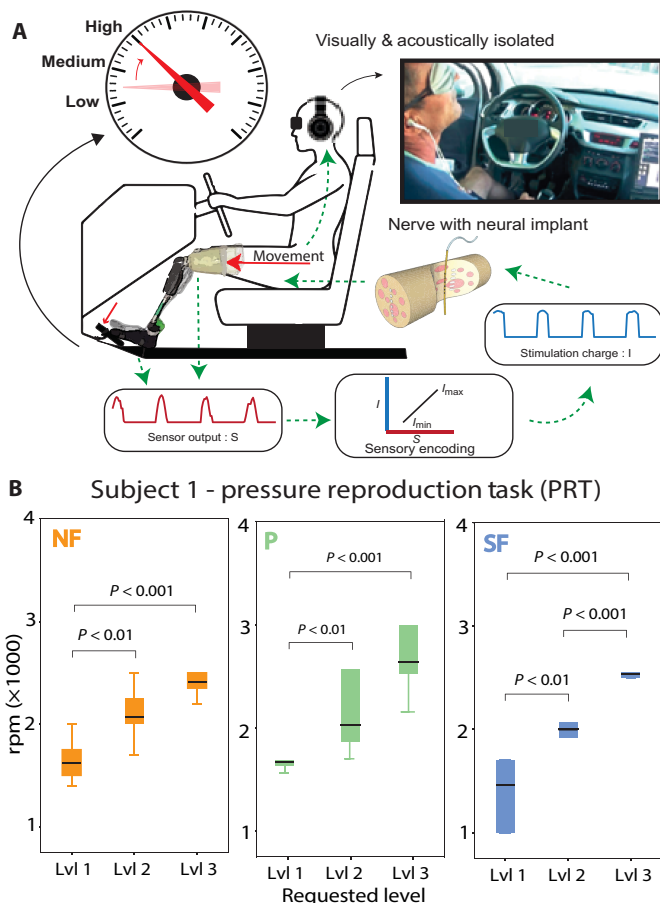 A
High
Medium
Low
Visually & acoustically isolated
Movement
Nerve with neural implant
Stimulation charge : I
Sensor output : S
I
I max
I min
S
Sensory encoding
B
Subject 1 - pressure reproduction task (PRT)
rpm (×1000)
4
3
2
1
NF
P < 0.001
P < 0.01
Lvl 1 Lvl 2 Lvl 3
4
3
2
1
P
P < 0.001
P < 0.01
Lvl 1 Lvl 2 Lvl 3
4
3
2
1
SF
P < 0.001
P < 0.001
P < 0.01
Lvl 1 Lvl 2 Lvl 3
Requested level